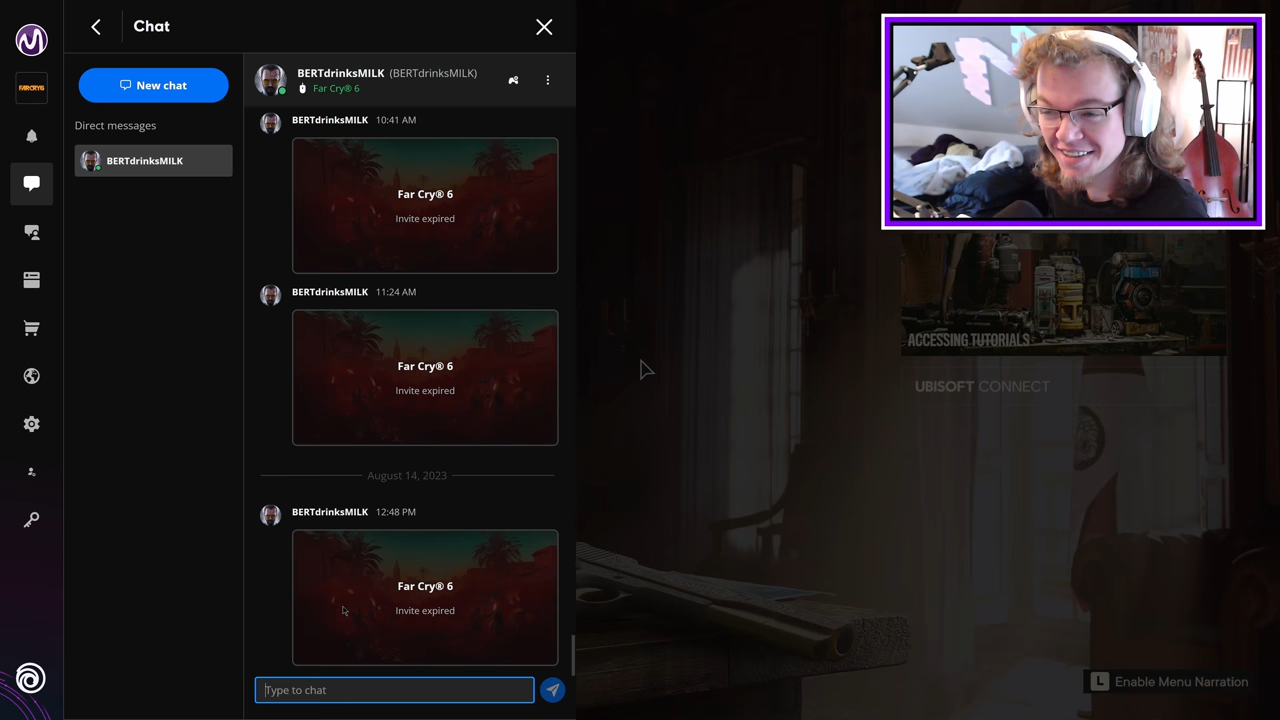 Chat
New chat
Direct messages
BERTdrinksMILK
FARCRY6
BERTdrinksMILK (BERTdrinksMILK)
Far Cry® 6
BERTdrinksMILK 10:41 AM
Far Cry® 6
Invite expired
BERTdrinksMILK 11:24 AM
Far Cry® 6
Invite expired
August 14, 2023
BERTdrinksMILK 12:48 PM
Far Cry® 6
Invite expired
Type to chat
ACCESSING TUTORIALS
UBISOFT CONNECT
L Enable Menu Narration